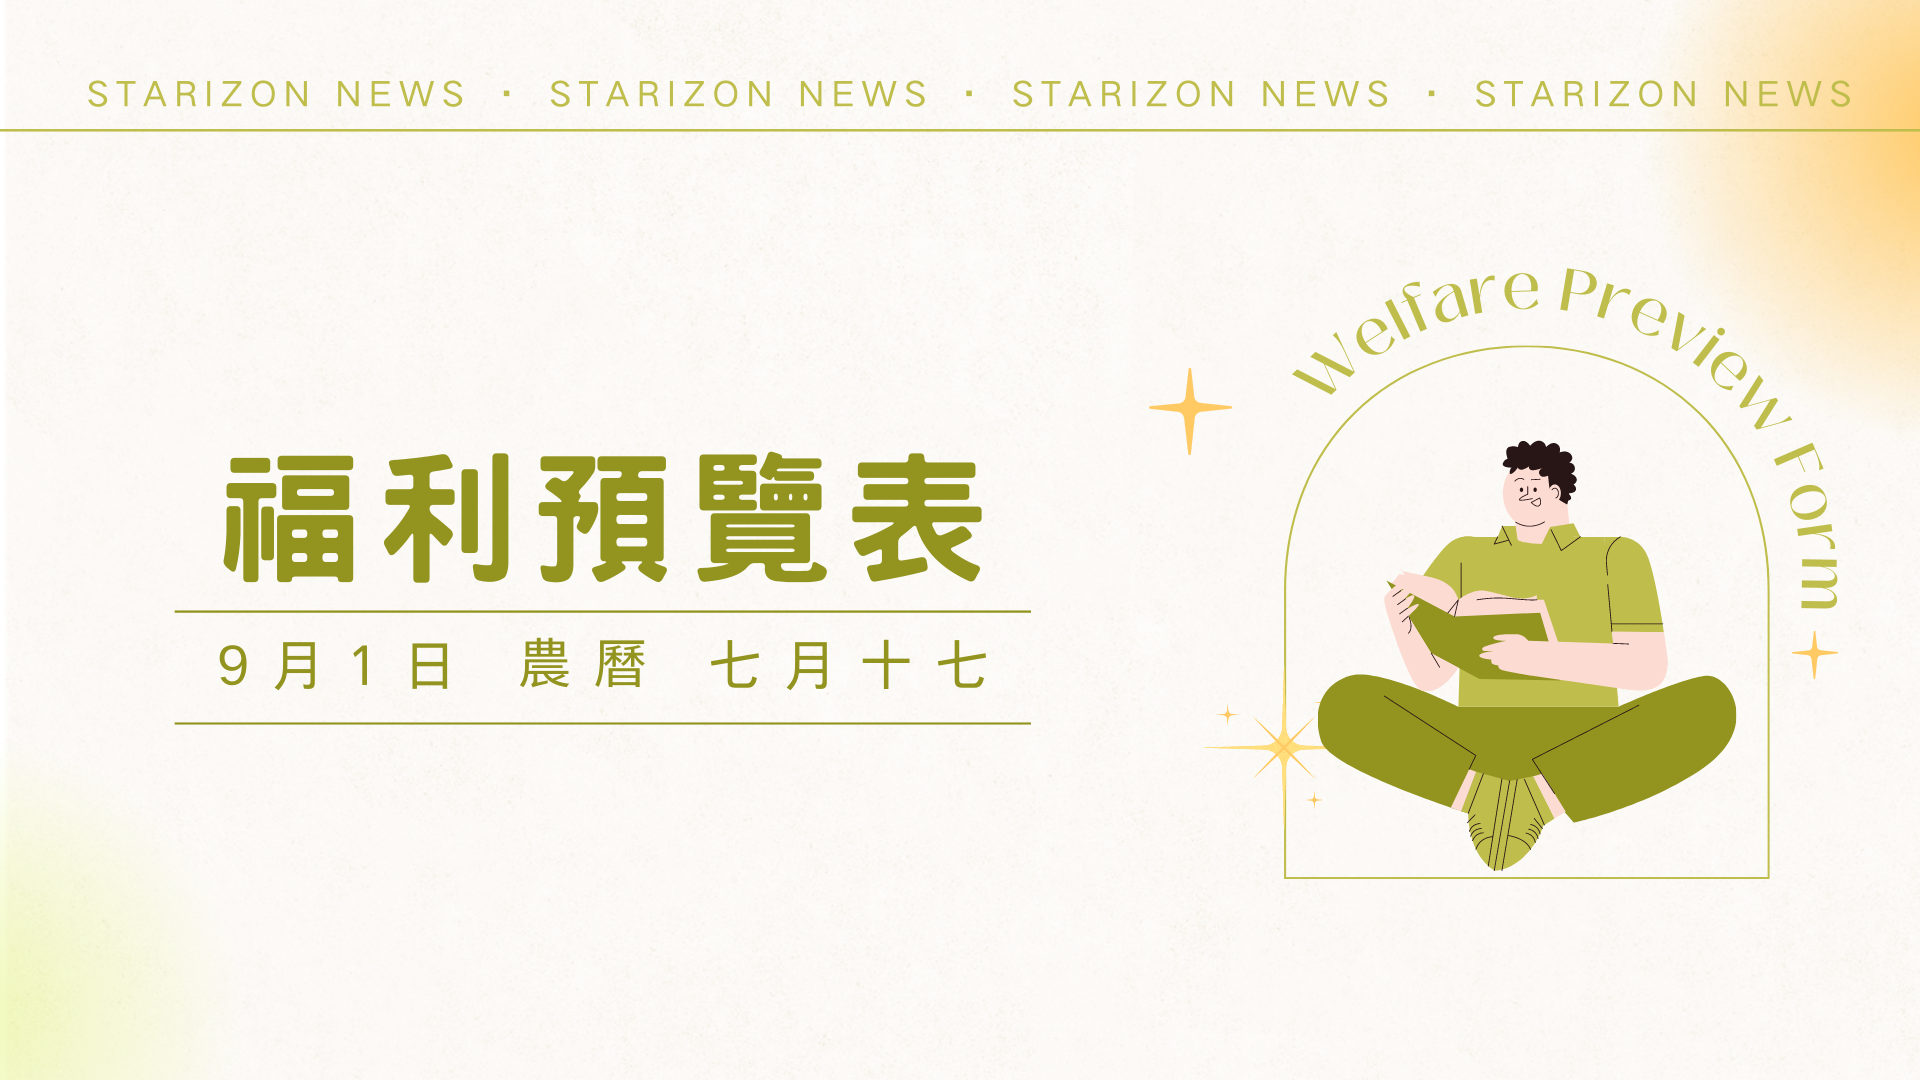 STARIZON NEWS · STARIZON NEWS · STARIZON NEWS · STARIZON NEWS
Welfare Preview Form
福利預覽表
9月1日 農曆 七月十七